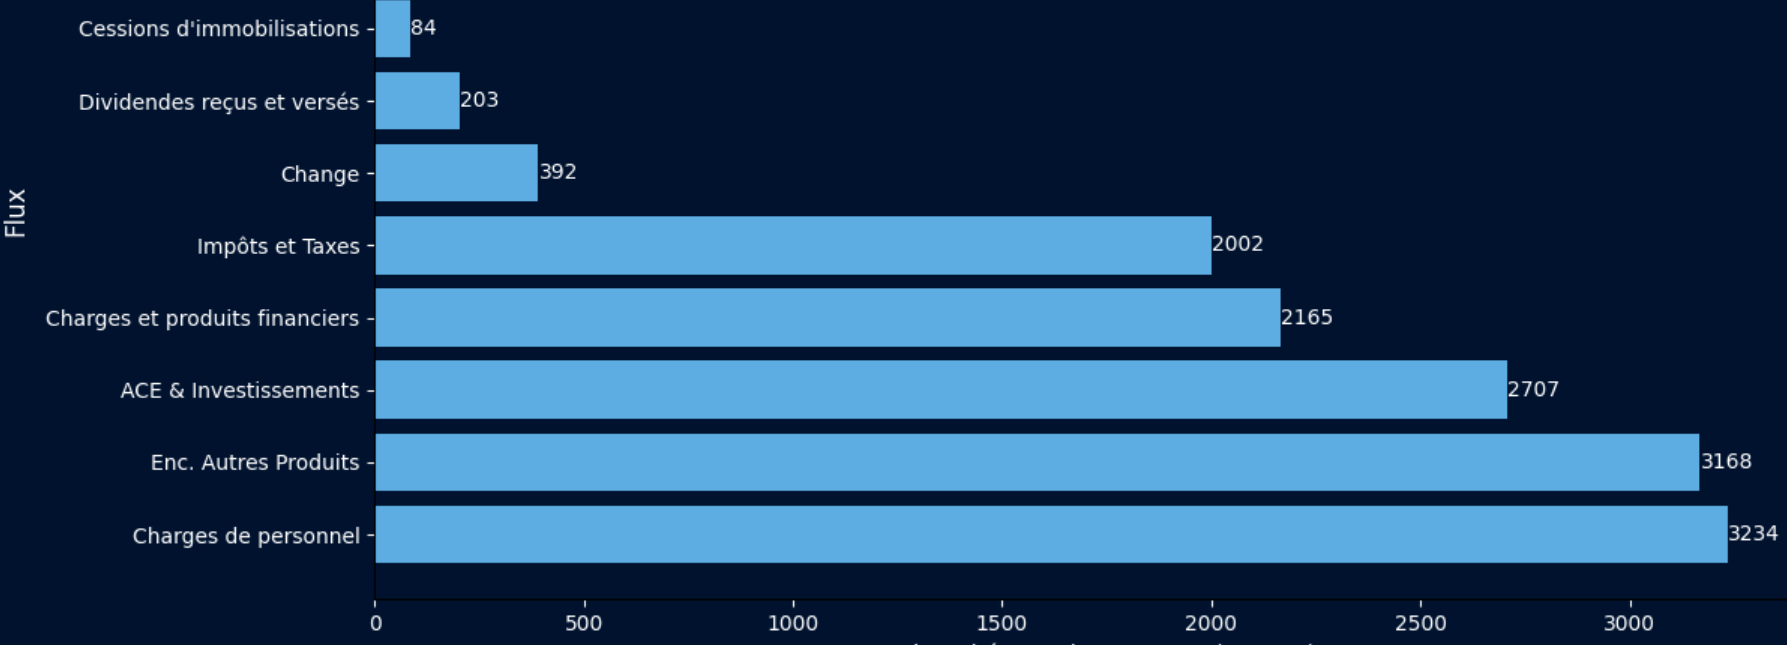 Cessions d'immobilisations
84
Dividendes reçus et versés
203
Change
392
Flux
Impôts et Taxes
2002
Charges et produits financiers
2165
ACE & Investissements
2707
Enc. Autres Produits
3168
Charges de personnel
3234
0 500 1000 1500 2000 2500 3000